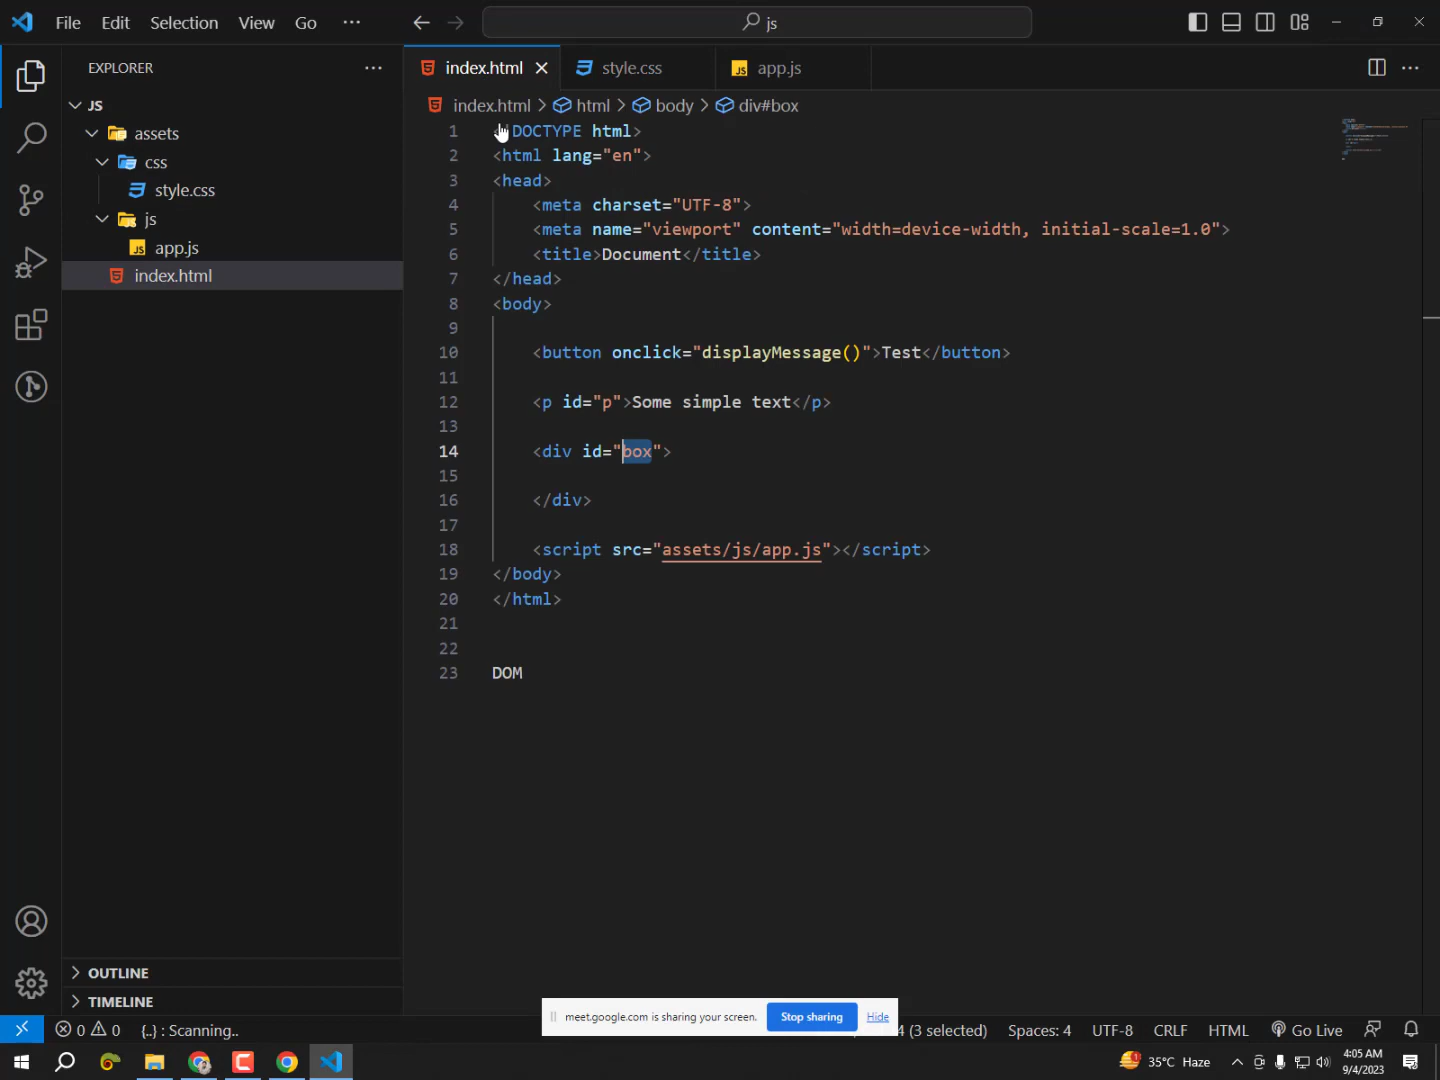 File Edit Selection View Go ··· js
EXPLORER ···
index.html style.css app.js
JS
assets
css
style.css
js
app.js
index.html
index.html > html > body > div#box
1 <!DOCTYPE html>
2 <html lang="en">
3 <head>
4 <meta charset="UTF-8">
5 <meta name="viewport" content="width=device-width, initial-scale=1.0">
6 <title>Document</title>
7 </head>
8 <body>
9
10 <button onclick="displayMessage()">Test</button>
11
12 <p id="p">Some simple text</p>
13
14 <div id="box">
15
16 </div>
17
18 <script src="assets/js/app.js"></script>
19 </body>
20 </html>
21
22
23 DOM
OUTLINE
TIMELINE
meet.google.com is sharing your screen. Stop sharing Hide
0 0 {..} : Scanning.. 4 (3 selected) Spaces: 4 UTF-8 CRLF HTML Go Live
35°C Haze 4:05 AM
9/4/2023